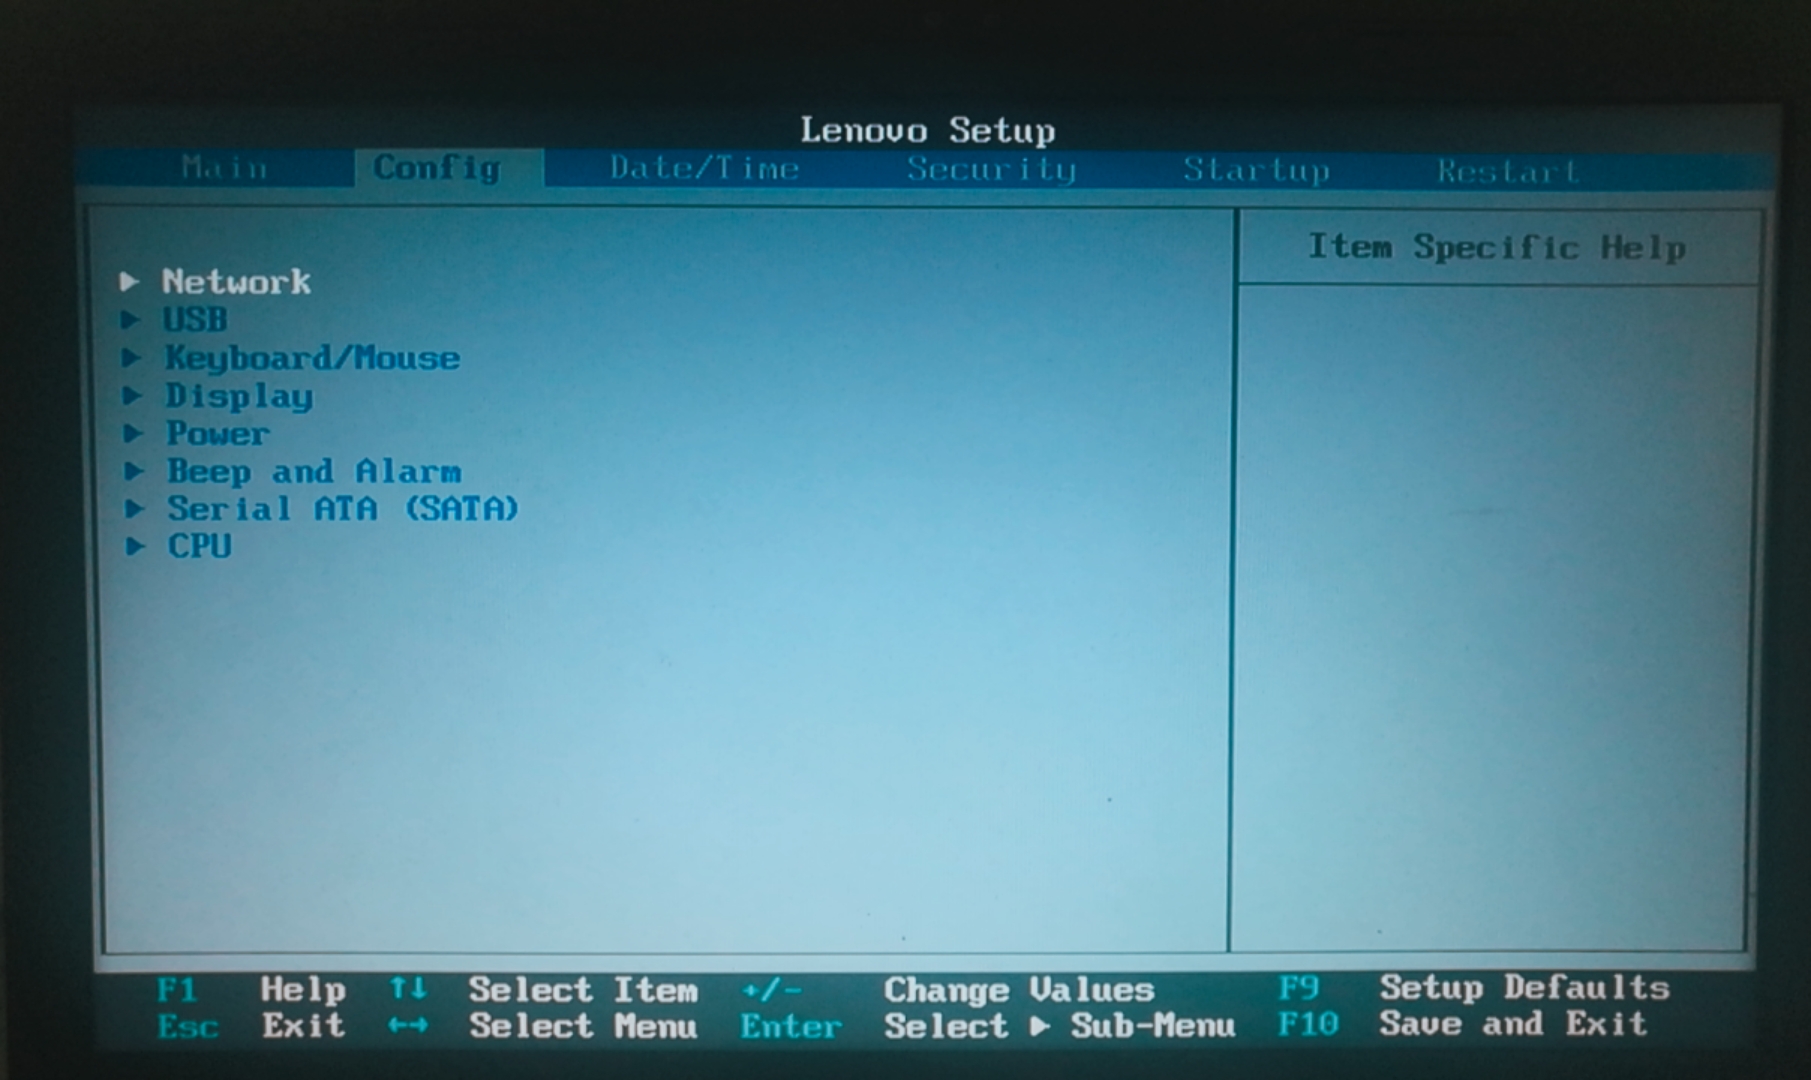 Lenovo Setup
Main Config Date/Time Security Startup Restart
Item Specific Help
▶ Network
▶ USB
▶ Keyboard/Mouse
▶ Display
▶ Power
▶ Beep and Alarm
▶ Serial ATA (SATA)
▶ CPU
F1 Help ↑↓ Select Item +/- Change Values F9 Setup Defaults
Esc Exit ←→ Select Menu Enter Select ▶ Sub-Menu F10 Save and Exit